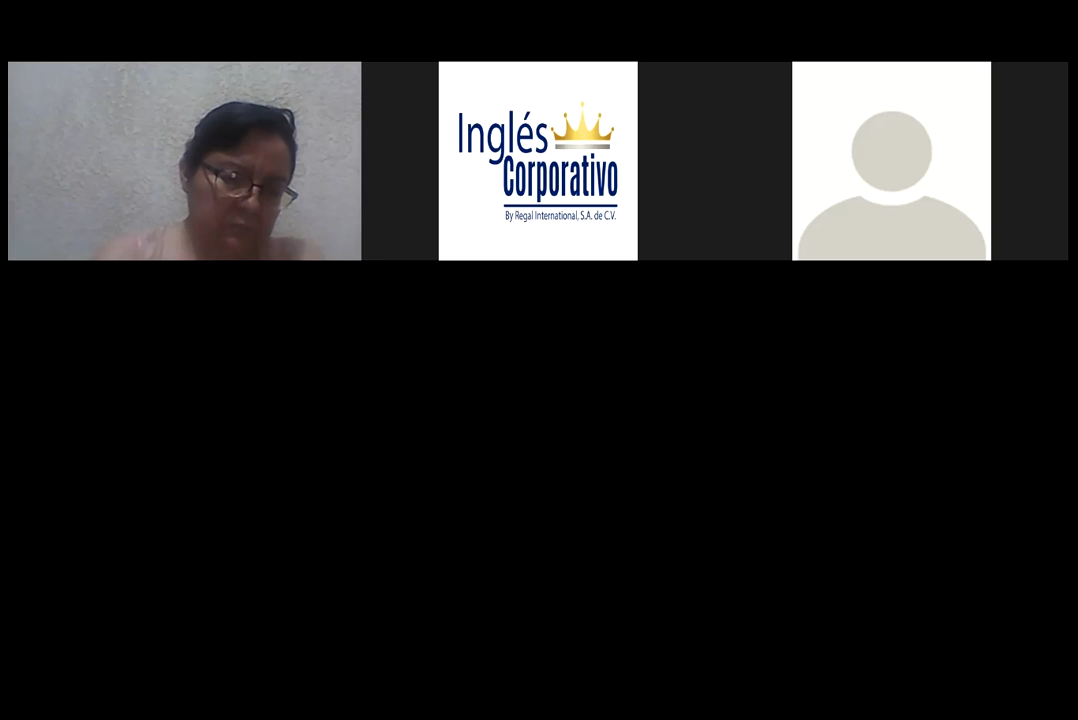 Inglés
Corporativo
By Regal International, S.A. de C.V.